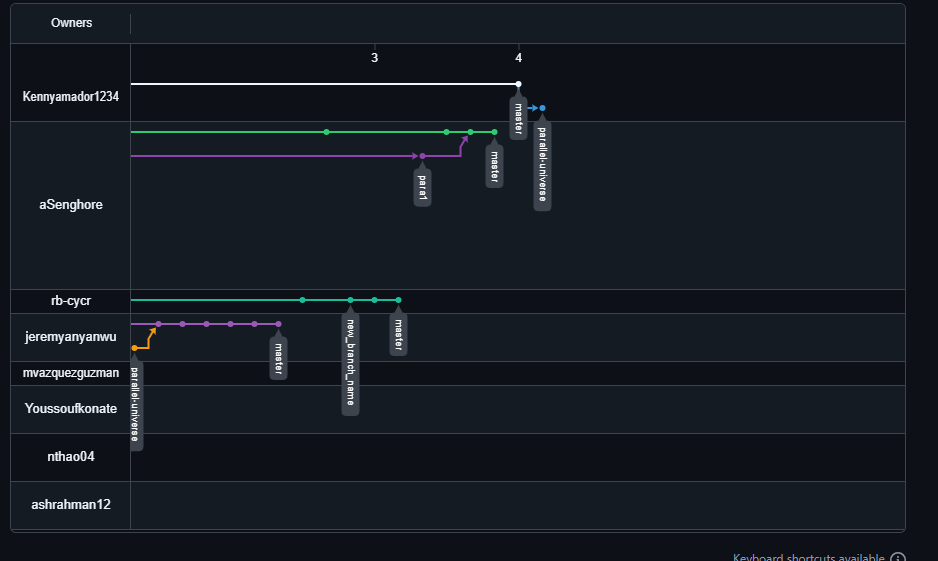 Owners
3
4
Kennyamador1234
master
parallel-universe
aSenghore
master
para1
rb-cycr
new_branch_name
master
jeremyanyanwu
master
parallel-universe
mvazquezguzman
Youssoufkonate
nthao04
ashrahman12
Keyboard shortcuts available